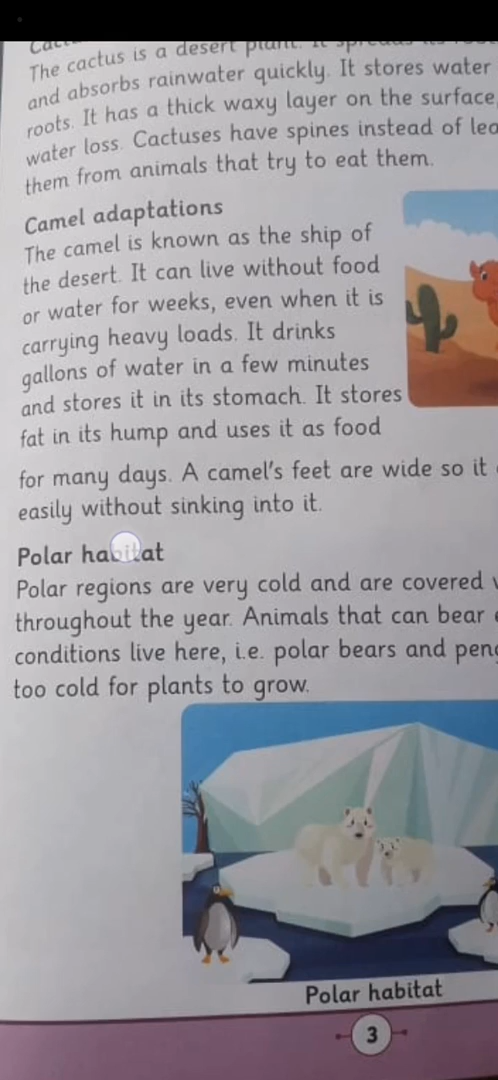 The cactus is a desert plant. It spreads its
and absorbs rainwater quickly. It stores water
roots. It has a thick waxy layer on the surface
water loss. Cactuses have spines instead of lea
them from animals that try to eat them.
Camel adaptations
The camel is known as the ship of
the desert. It can live without food
or water for weeks, even when it is
carrying heavy loads. It drinks
gallons of water in a few minutes
and stores it in its stomach. It stores
fat in its hump and uses it as food
for many days. A camel's feet are wide so it
easily without sinking into it.
Polar habitat
Polar regions are very cold and are covered
throughout the year. Animals that can bear
conditions live here, i.e. polar bears and peng
too cold for plants to grow.
Polar habitat
3